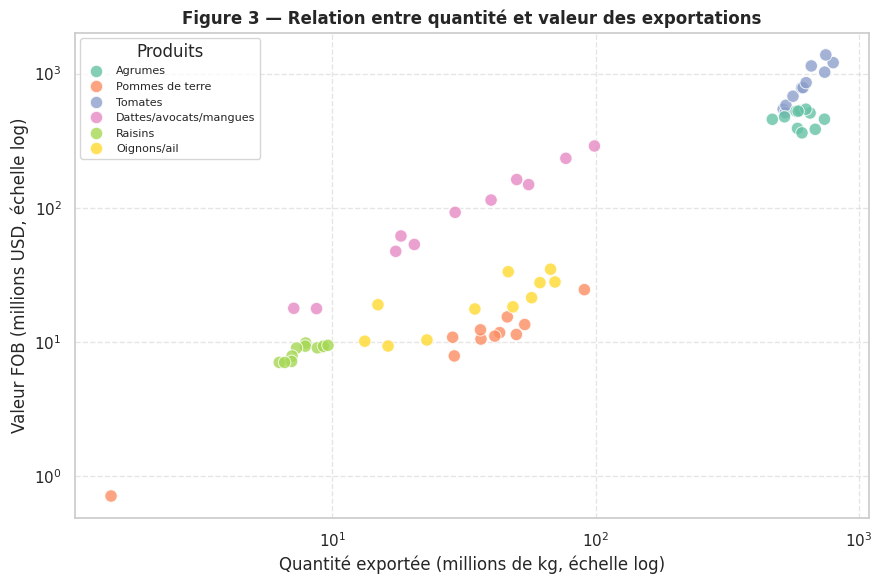 Figure 3 — Relation entre quantité et valeur des exportations
Produits
Agrumes
Pommes de terre
Tomates
Dattes/avocats/mangues
Raisins
Oignons/ail
Valeur FOB (millions USD, échelle log)
10³
10²
10¹
10⁰
10¹
10²
10³
Quantité exportée (millions de kg, échelle log)